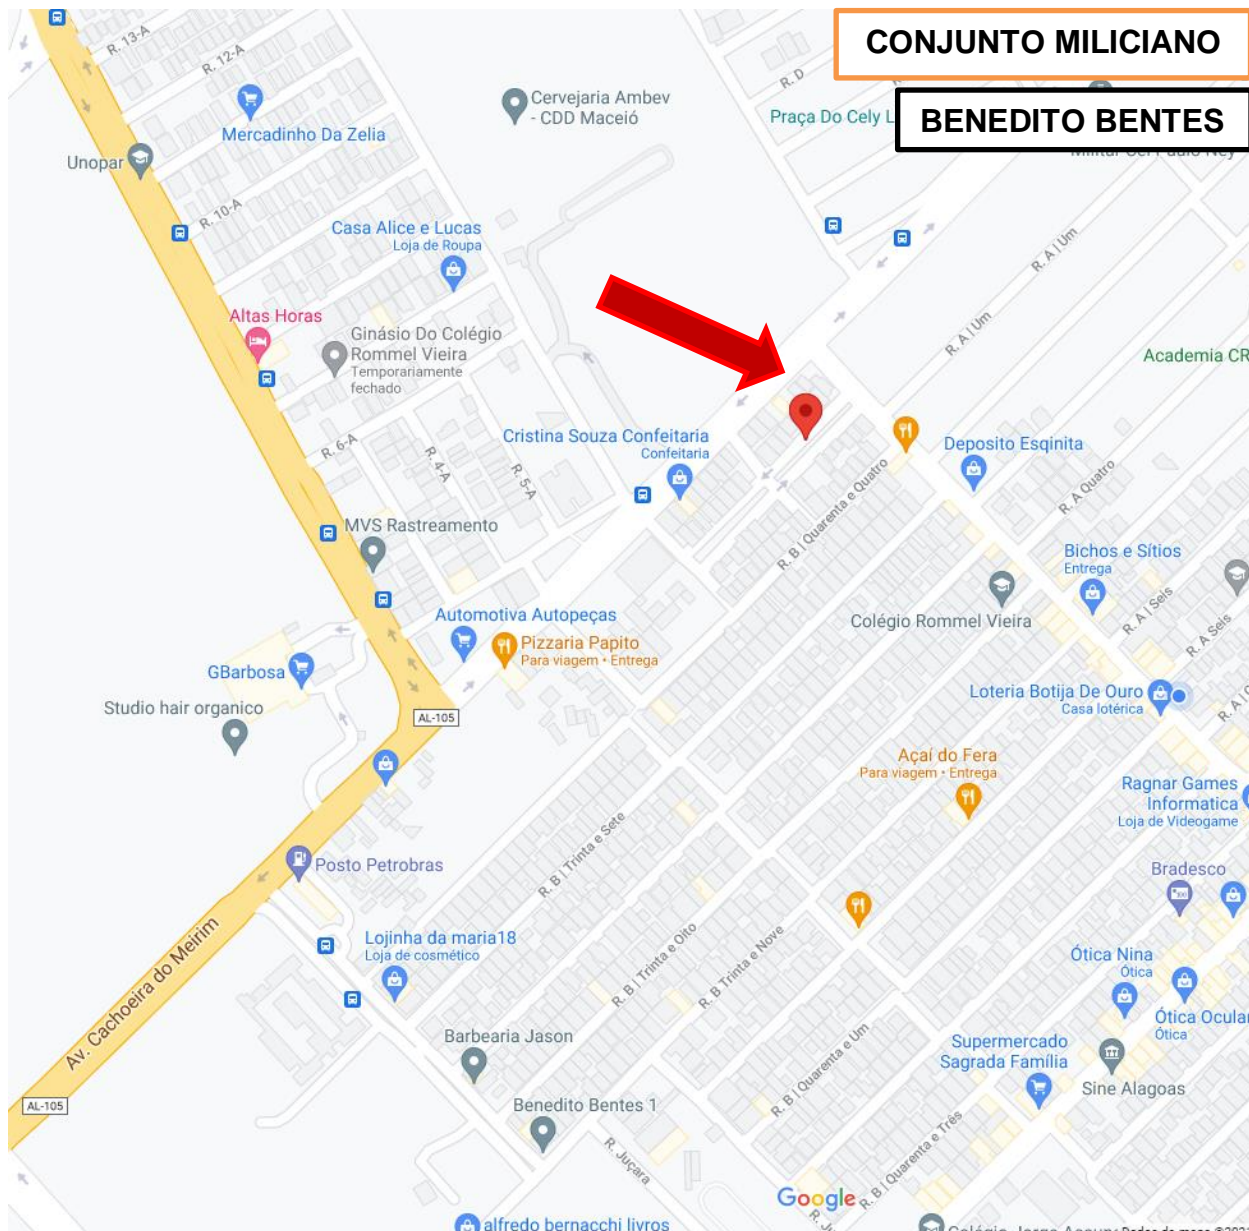 CONJUNTO MILICIANO
BENEDITO BENTES
R. 13-A
R. 12-A
R. D
Cervejaria Ambev
- CDD Maceió
Praça Do Cely
Mercadinho Da Zelia
Unopar
R. 10-A
Casa Alice e Lucas
Loja de Roupa
R. A | Um
Altas Horas
Ginásio Do Colégio
Rommel Vieira
Temporariamente
fechado
R. A | Um
Academia CR
Cristina Souza Confeitaria
Confeitaria
Deposito Esqinita
R. 6-A
R. 4-A
R. 5-A
R. A Quatro
R. B | Quarenta e Quatro
MVS Rastreamento
Bichos e Sítios
Entrega
Colégio Rommel Vieira
R. A | Seis
R. A Seis
Automotiva Autopeças
Pizzaria Papito
Para viagem • Entrega
GBarbosa
Studio hair organico
AL-105
Loteria Botija De Ouro
Casa lotérica
Açaí do Fera
Para viagem • Entrega
Ragnar Games
Informatica
Loja de Videogame
R. B | Trinta e Sete
Posto Petrobras
Bradesco
Av. Cachoeira do Meirim
Lojinha da maria18
Loja de cosmético
R. B | Trinta e Oito
R. B Trinta e Nove
Ótica Nina
Ótica
Ótica Ocular
Ótica
Barbearia Jason
R. B | Quarenta e Um
Supermercado
Sagrada Família
Sine Alagoas
AL-105
Benedito Bentes 1
R. Juçara
R. B | Quarenta e Três
Google
alfredo bernacchi livros